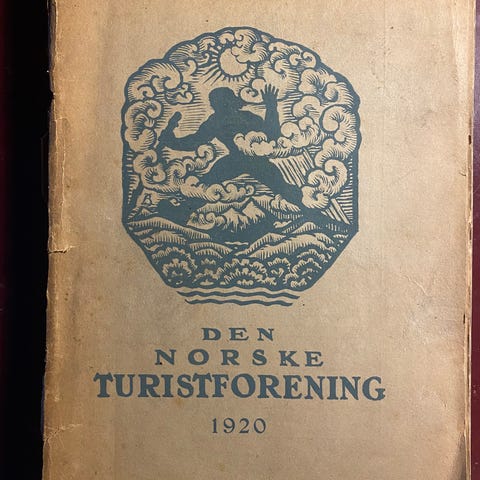 DEN
NORSKE
TURISTFORENING
1920